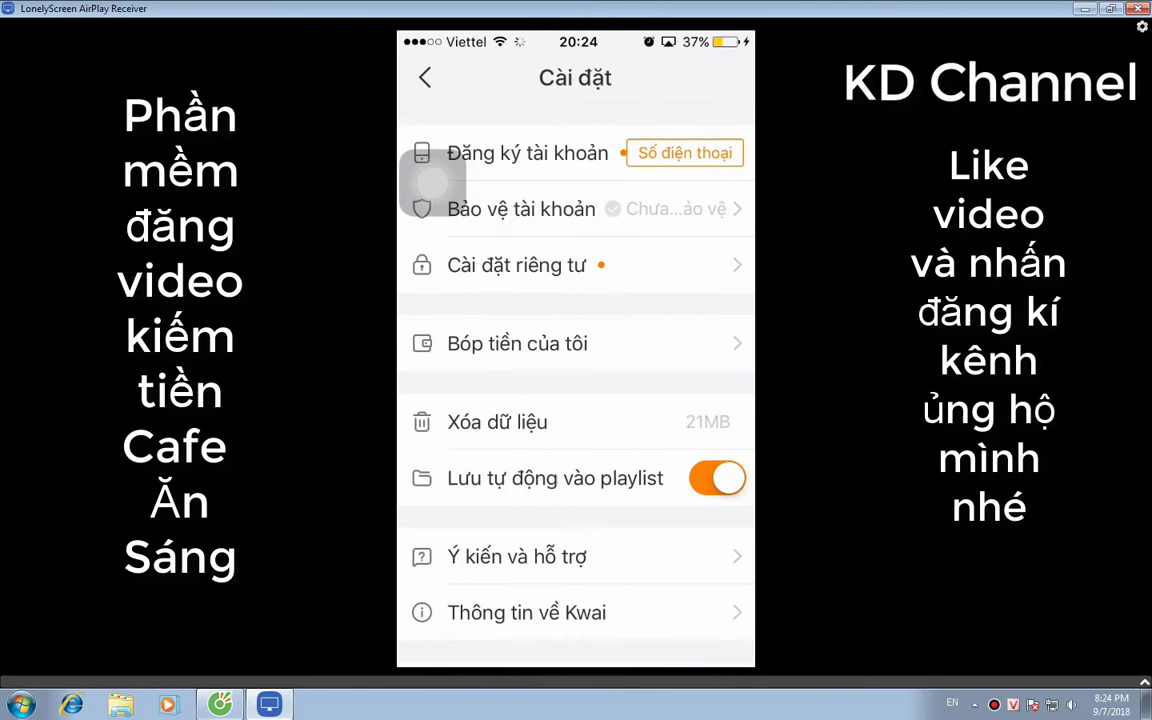 LonelyScreen AirPlay Receiver
Phần
mềm
đăng
video
kiếm
tiền
Cafe
Ăn
Sáng
Viettel 20:24 37%
Cài đặt
Đăng ký tài khoản Số điện thoại
Bảo vệ tài khoản Chưa...ảo vệ
Cài đặt riêng tư
Bóp tiền của tôi
Xóa dữ liệu 21MB
Lưu tự động vào playlist
Ý kiến và hỗ trợ
Thông tin về Kwai
KD Channel
Like
video
và nhấn
đăng kí
kênh
ủng hộ
mình
nhé
EN 8:24 PM
9/7/2018